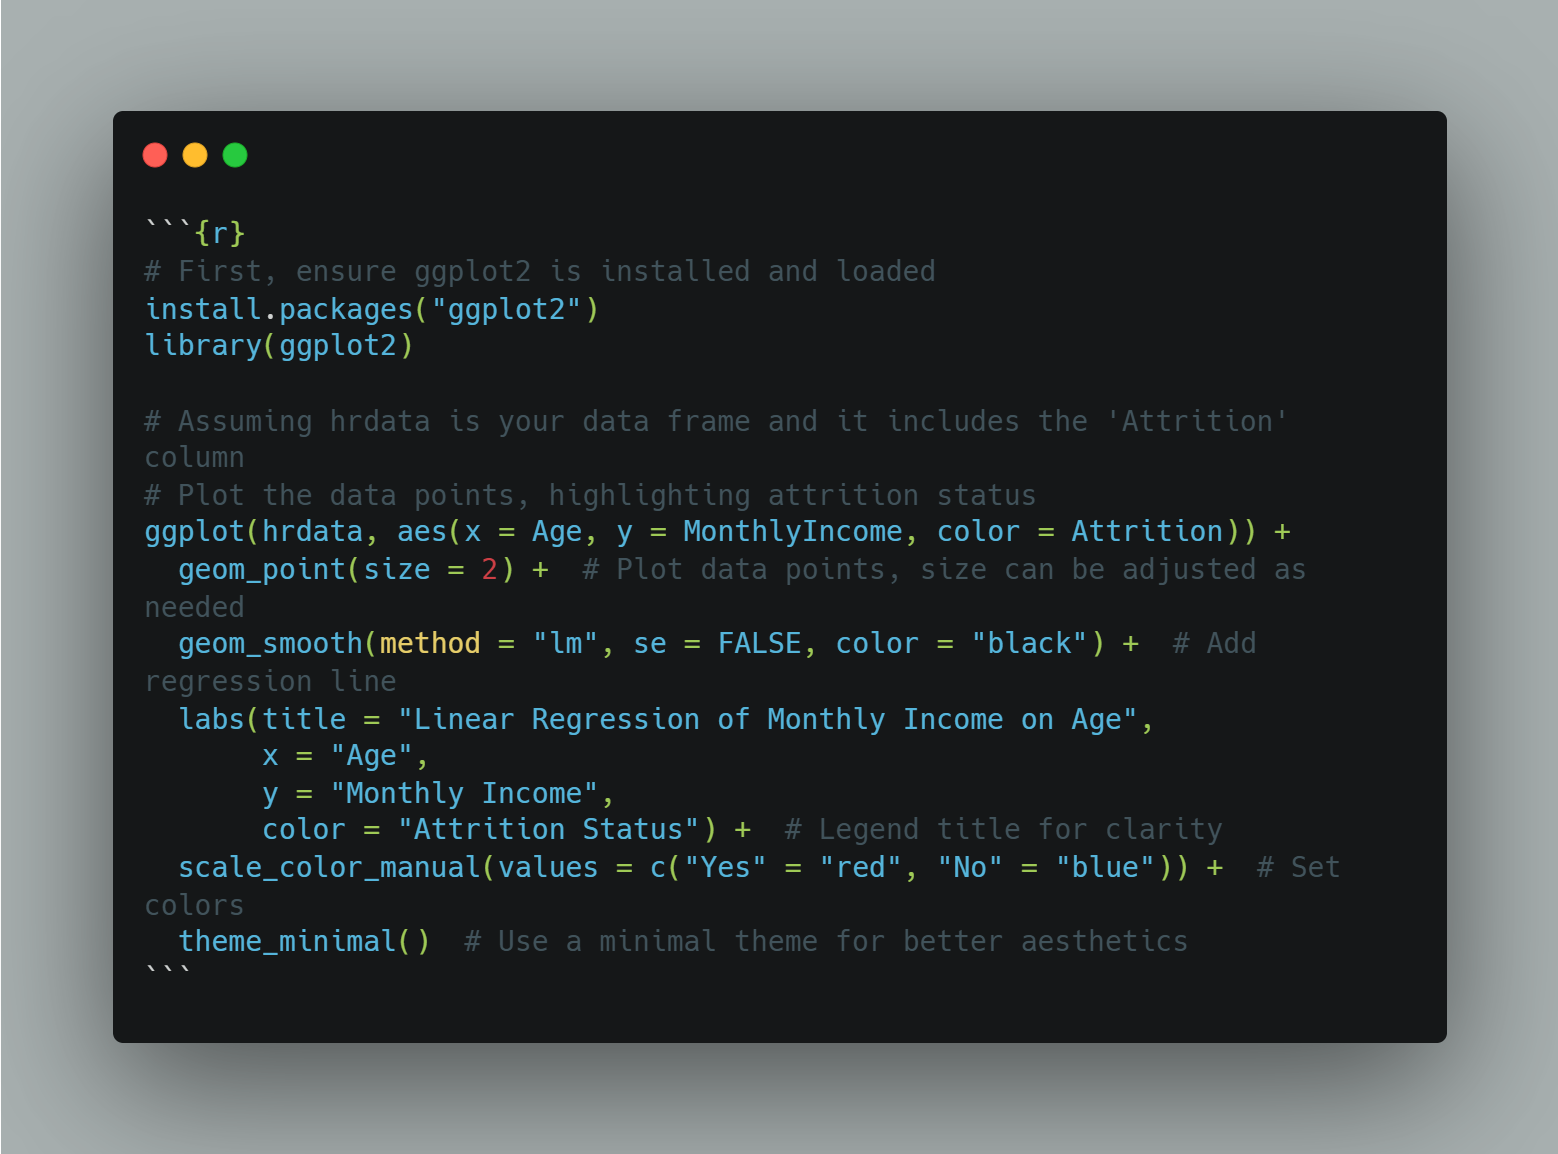 ```{r}
# First, ensure ggplot2 is installed and loaded
install.packages("ggplot2")
library(ggplot2)

# Assuming hrdata is your data frame and it includes the 'Attrition'
column
# Plot the data points, highlighting attrition status
ggplot(hrdata, aes(x = Age, y = MonthlyIncome, color = Attrition)) +
  geom_point(size = 2) +  # Plot data points, size can be adjusted as
needed
  geom_smooth(method = "lm", se = FALSE, color = "black") +  # Add
regression line
  labs(title = "Linear Regression of Monthly Income on Age",
       x = "Age",
       y = "Monthly Income",
       color = "Attrition Status") +  # Legend title for clarity
  scale_color_manual(values = c("Yes" = "red", "No" = "blue")) +  # Set
colors
  theme_minimal()  # Use a minimal theme for better aesthetics
```